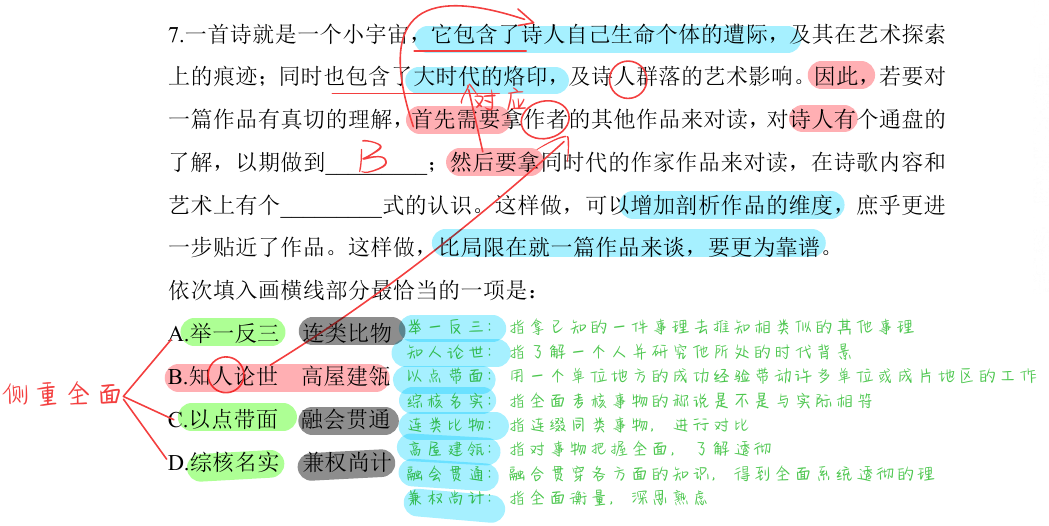 7.一首诗就是一个小宇宙，它包含了诗人自己生命个体的遭际，及其在艺术探索
上的痕迹；同时也包含了大时代的烙印，及诗人群落的艺术影响。因此，若要对
对应
一篇作品有真切的理解，首先需要拿作者的其他作品来对读，对诗人有个通盘的
了解，以期做到____B____；然后要拿同时代的作家作品来对读，在诗歌内容和
艺术上有个_________式的认识。这样做，可以增加剖析作品的维度，庶乎更进
一步贴近了作品。这样做，比局限在就一篇作品来谈，要更为靠谱。
依次填入画横线部分最恰当的一项是：
A.举一反三 连类比物
B.知人论世 高屋建瓴
C.以点带面 融会贯通
D.综核名实 兼权尚计
侧重全面
举一反三：指拿已知的一件事理去推知相类似的其他事理
知人论世：指了解一个人并研究他所处的时代背景
以点带面：用一个单位地方的成功经验带动许多单位或成片地区的工作
综核名实：指全面考核事物的称说是不是与实际相符
连类比物：指连缀同类事物，进行对比
高屋建瓴：指对事物把握全面，了解透彻
融会贯通：融合贯穿各方面的知识，得到全面系统透彻的理
兼权尚计：指全面衡量，深思熟虑